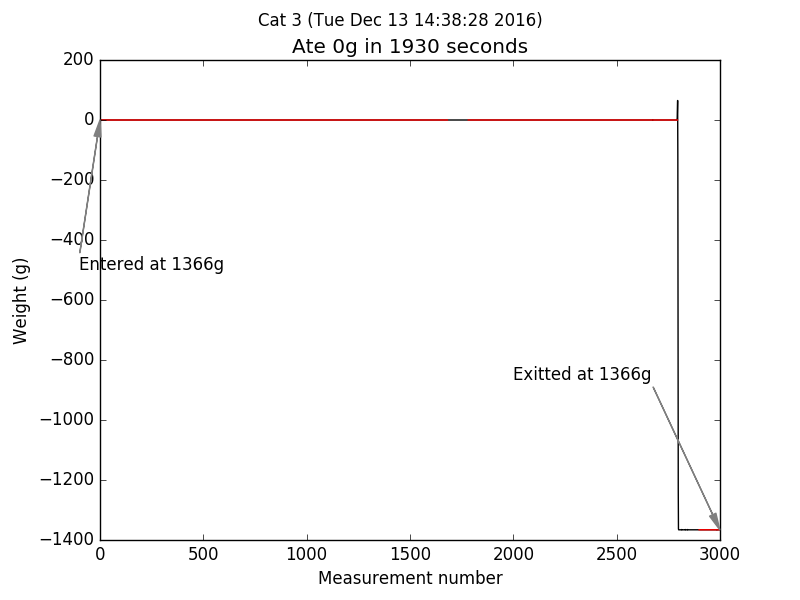 Cat 3 (Tue Dec 13 14:38:28 2016)
Ate 0g in 1930 seconds
200
0
−200
−400
Entered at 1366g
−600
−800
Exitted at 1366g
−1000
−1200
−1400
Weight (g)
0 500 1000 1500 2000 2500 3000
Measurement number